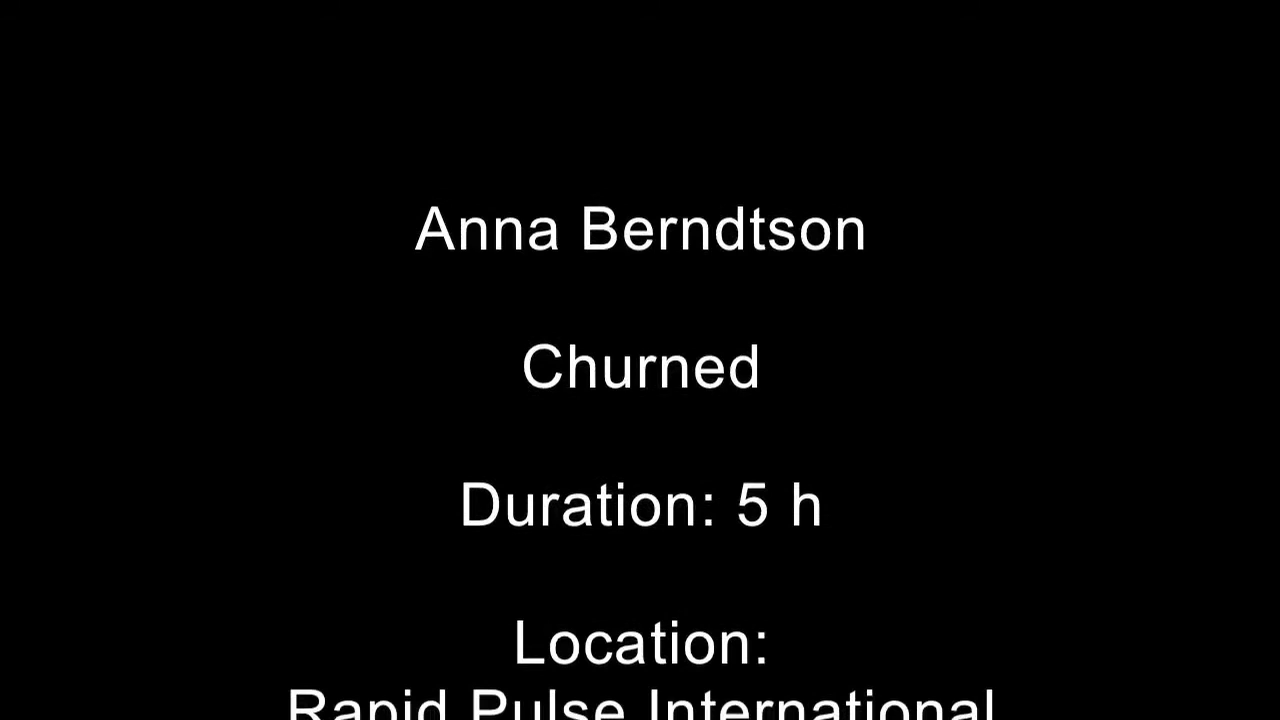 Anna Berndtson
Churned
Duration: 5 h
Location:
Rapid Pulse International